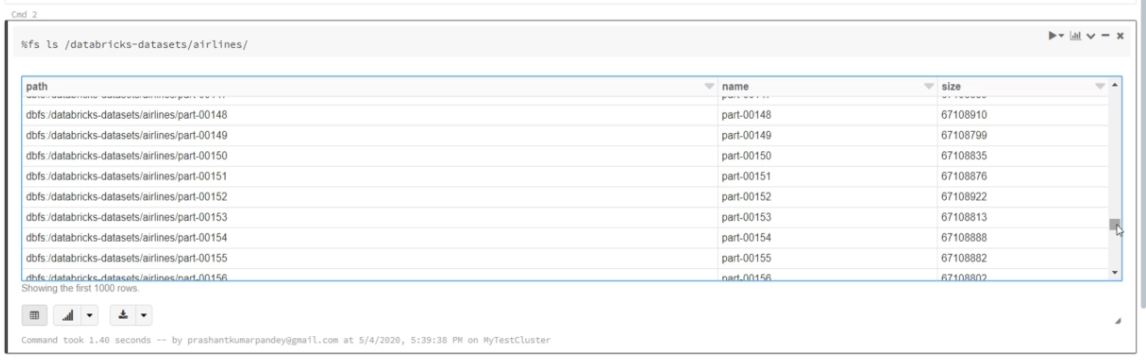 Cmd 2
%fs ls /databricks-datasets/airlines/
path name size
dbfs:/databricks-datasets/airlines/part-00148 part-00148 67108910
dbfs:/databricks-datasets/airlines/part-00149 part-00149 67108799
dbfs:/databricks-datasets/airlines/part-00150 part-00150 67108835
dbfs:/databricks-datasets/airlines/part-00151 part-00151 67108876
dbfs:/databricks-datasets/airlines/part-00152 part-00152 67108922
dbfs:/databricks-datasets/airlines/part-00153 part-00153 67108813
dbfs:/databricks-datasets/airlines/part-00154 part-00154 67108888
dbfs:/databricks-datasets/airlines/part-00155 part-00155 67108882
dbfs:/databricks-datasets/airlines/part-00156 part-00156 67108802
Showing the first 1000 rows.
Command took 1.40 seconds -- by prashantkumarpandey@gmail.com at 5/4/2020, 5:39:38 PM on MyTestCluster